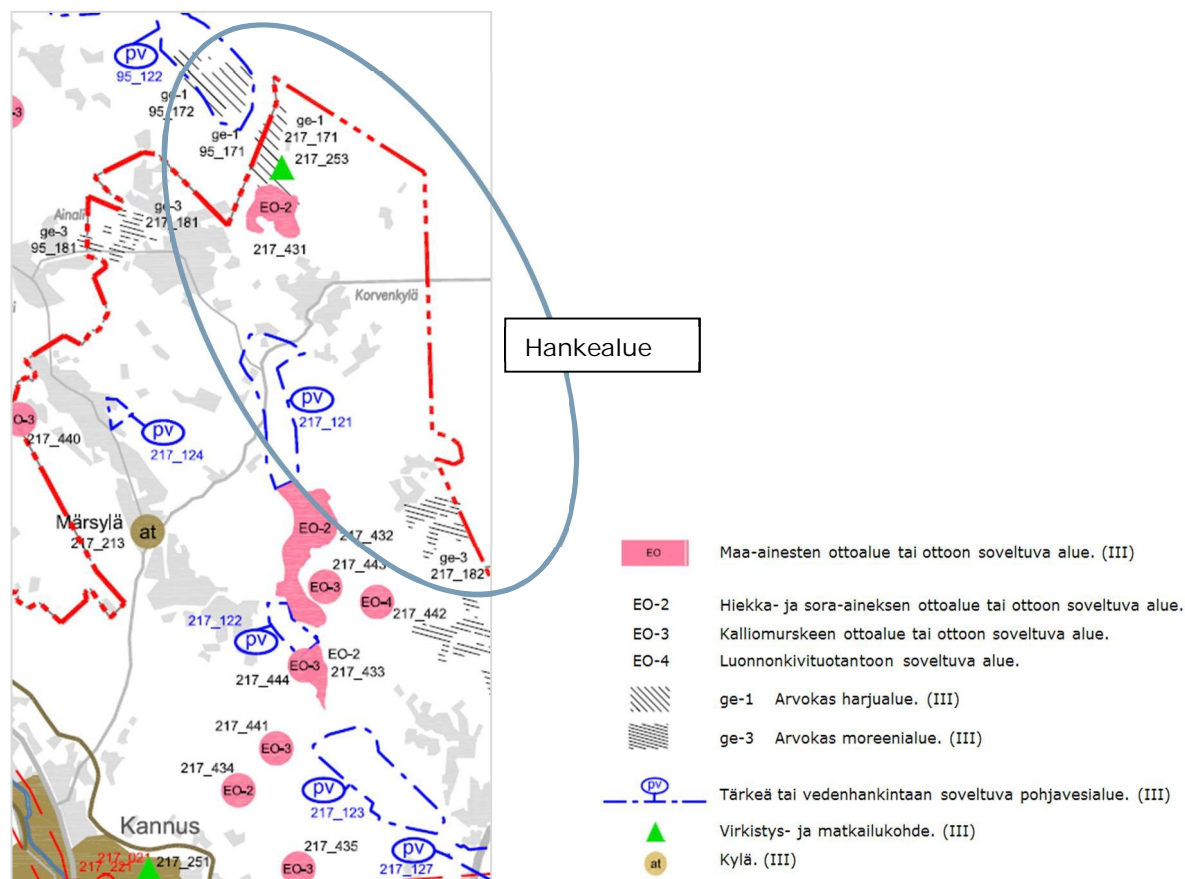 pv
95_122
ge-1
95_172
-3
ge-1
95_171
ge-1
217_171
217_253
Ainali
ge-3
217_181
ge-3
95_181
EO-2
217_431
Korvenkylä
Hankealue
i
O-3
217_440
pv
217_124
pv
217_121
Märsylä
217_213
at
EO-2
217_432
217_443
EO-3
EO-4
217_442
ge-3
217_182
217_122
pv
EO-3
217_444
EO-2
217_433
217_441
EO-3
217_434
EO-2
pv
217_123
Kannus
217_251
217_221
217_435
EO-3
pv
217_127
EO Maa-ainesten ottoalue tai ottoon soveltuva alue. (III)
EO-2 Hiekka- ja sora-aineksen ottoalue tai ottoon soveltuva alue.
EO-3 Kalliomurskeen ottoalue tai ottoon soveltuva alue.
EO-4 Luonnonkivituotantoon soveltuva alue.
ge-1 Arvokas harjualue. (III)
ge-3 Arvokas moreenialue. (III)
pv Tärkeä tai vedenhankintaan soveltuva pohjavesialue. (III)
Virkistys- ja matkailukohde. (III)
at Kylä. (III)